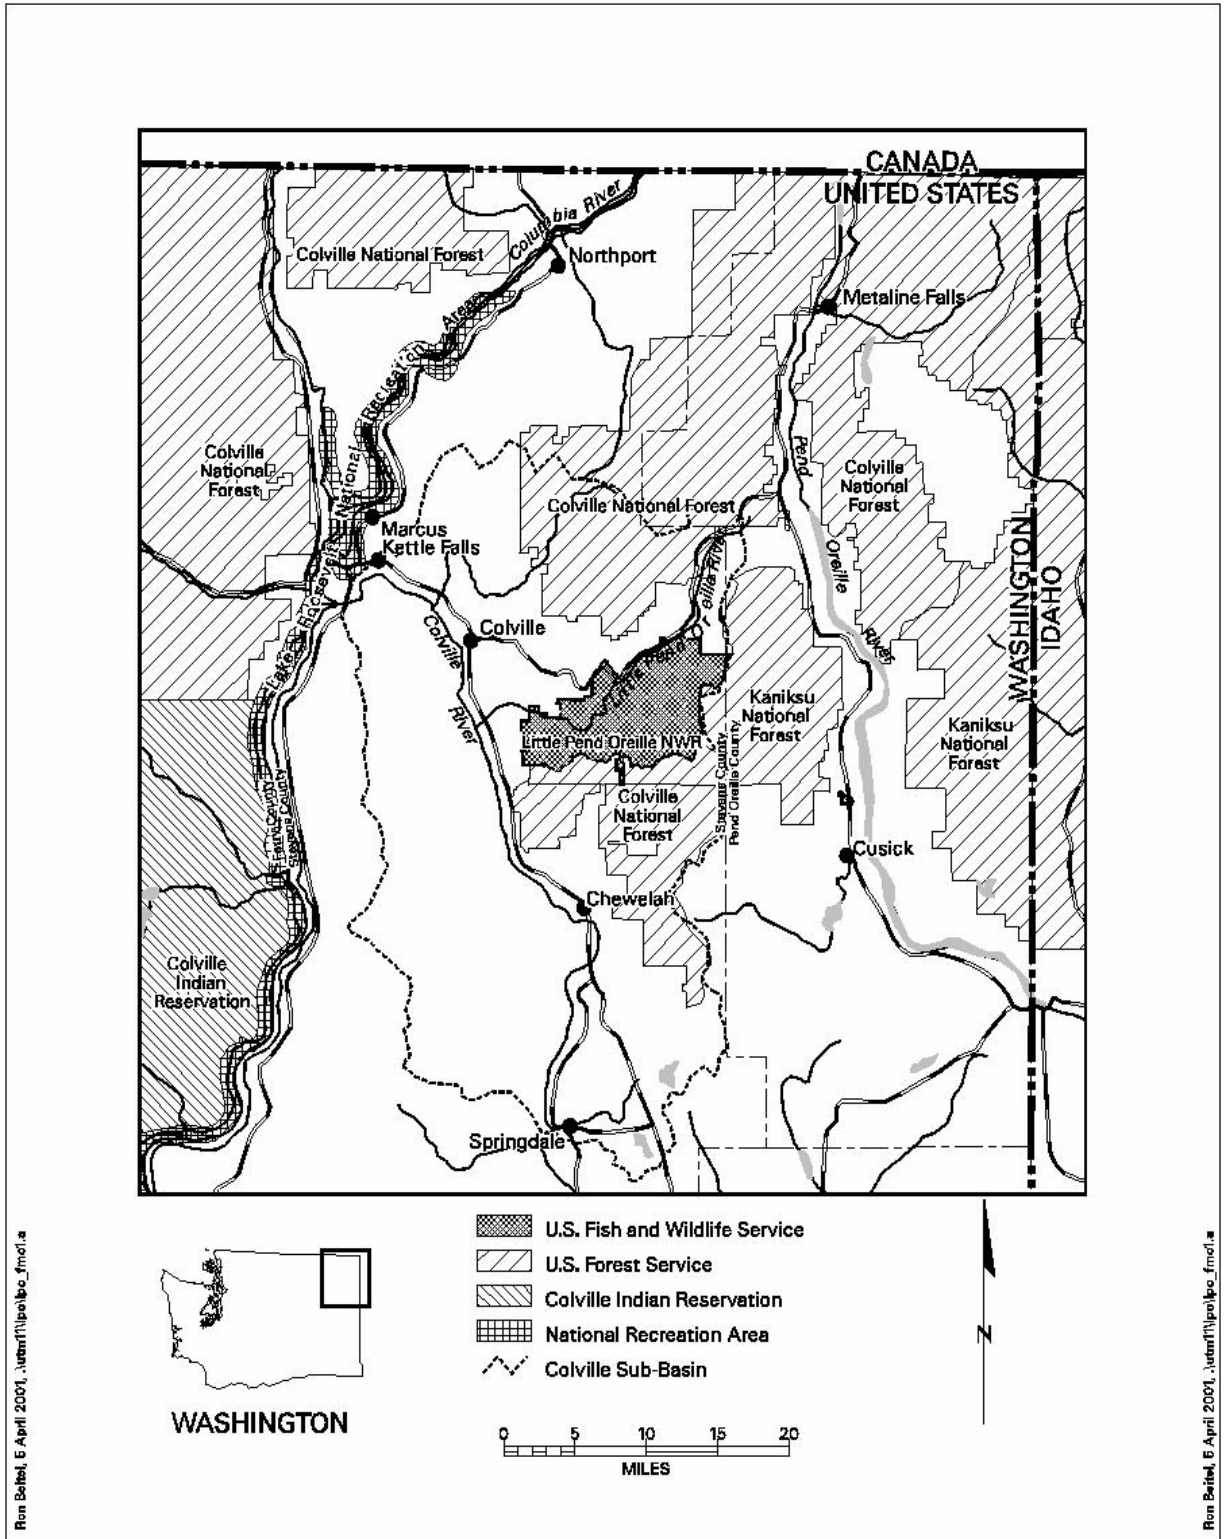 CANADA
UNITED STATES
Columbia River
Colville National Forest
Northport
Metaline Falls
Lake Roosevelt National Recreation Area
Colville
National
Forest
Pend
Oreille
River
Colville
National
Forest
Colville National Forest
Marcus
Kettle Falls
WASHINGTON
IDAHO
Colville
Colville
River
Little Pend Oreille River
Kaniksu
National
Forest
Kaniksu
National
Forest
Little Pend Oreille NWR
Stevens County
Pend Oreille County
Colville
National
Forest
Ferry County
Stevens County
Cusick
Chewelah
Colville
Indian
Reservation
Springdale
U.S. Fish and Wildlife Service
U.S. Forest Service
Colville Indian Reservation
National Recreation Area
Colville Sub-Basin
N
WASHINGTON
0 5 10 15 20
MILES
Ron Beitel, 5 April 2001,
Ron Beitel, 5 April 2001,